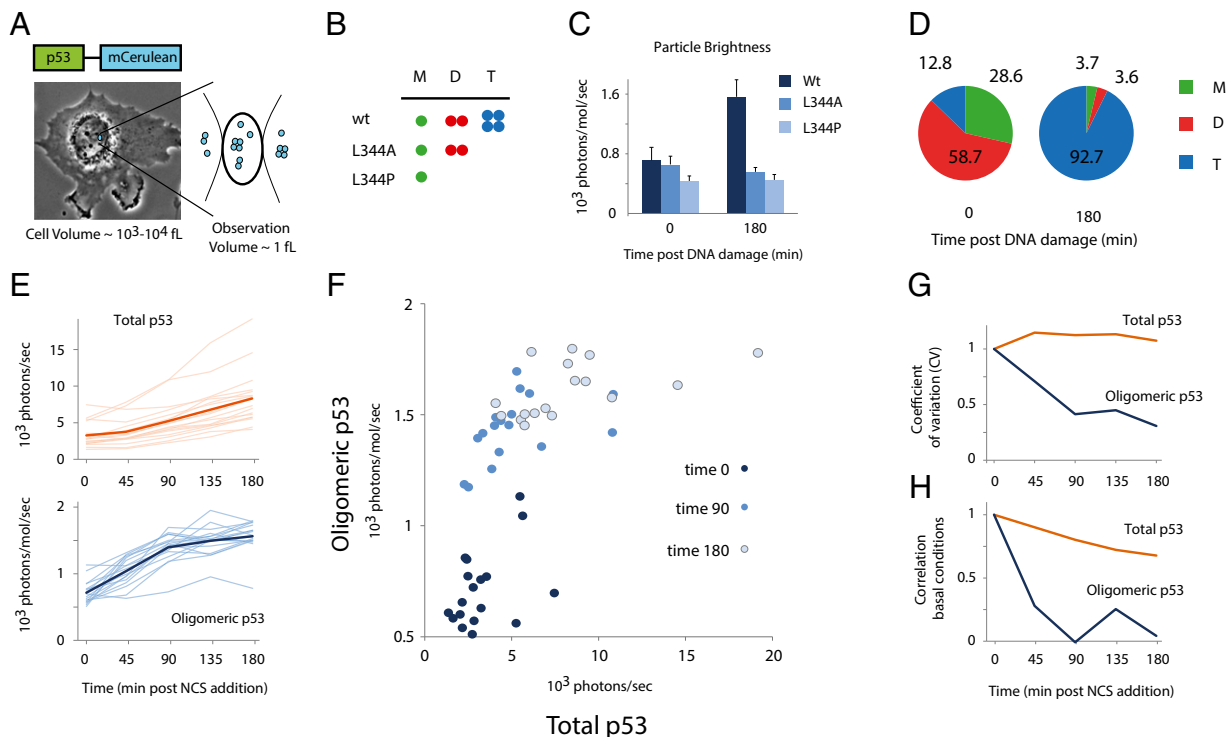 A
p53
mCerulean
Cell Volume ~ 10³-10⁴ fL
Observation
Volume ~ 1 fL
B
M D T
wt
L344A
L344P
C
Particle Brightness
10³ photons/mol/sec
1.6
0.8
0
0 180
Time post DNA damage (min)
Wt
L344A
L344P
D
12.8
28.6
58.7
0
3.7
3.6
92.7
180
Time post DNA damage (min)
M
D
T
E
Total p53
10³ photons/sec
15
10
5
0
0 45 90 135 180
10³ photons/mol/sec
2
1
0
Oligomeric p53
0 45 90 135 180
Time (min post NCS addition)
F
Oligomeric p53
10³ photons/mol/sec
2
1.5
1
0.5
time 0
time 90
time 180
0 5 10 15 20
10³ photons/sec
Total p53
G
Coefficient
of variation (CV)
1
0.5
0
Total p53
Oligomeric p53
H
Correlation
basal conditions
1
0.5
0
Total p53
Oligomeric p53
0 45 90 135 180
Time (min post NCS addition)